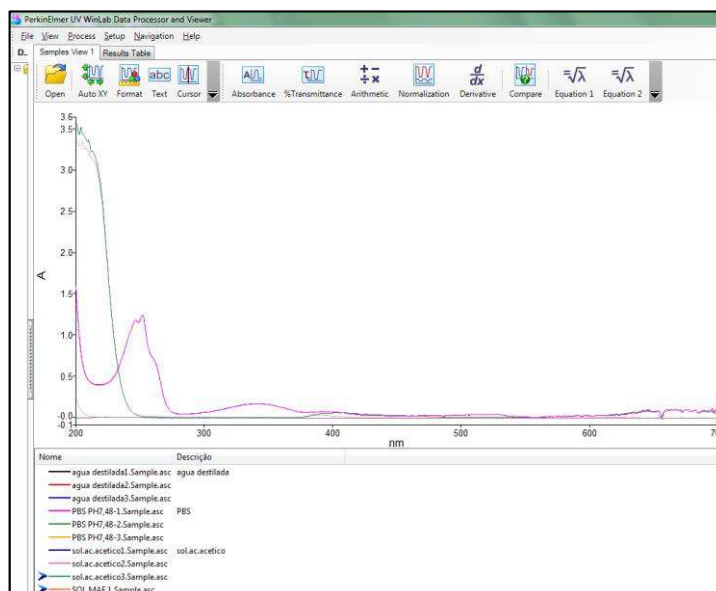 PerkinElmer UV WinLab Data Processor and Viewer
File View Process Setup Navigation Help
D.. Samples View 1 Results Table
Open Auto XY Format Text Cursor Absorbance %Transmittance Arithmetic Normalization Derivative Compare Equation 1 Equation 2
3.6
3.5
3.0
2.5
2.0
A
1.5
1.0
0.5
-0.0
-0.1
200 300 400 500 600
nm
Nome Descrição
agua destilada1.Sample.asc agua destilada
agua destilada2.Sample.asc
agua destilada3.Sample.asc
PBS PH7,48-1.Sample.asc PBS
PBS PH7,48-2.Sample.asc
PBS PH7,48-3.Sample.asc
sol.ac.acetico1.Sample.asc sol.ac.acetico
sol.ac.acetico2.Sample.asc
sol.ac.acetico3.Sample.asc